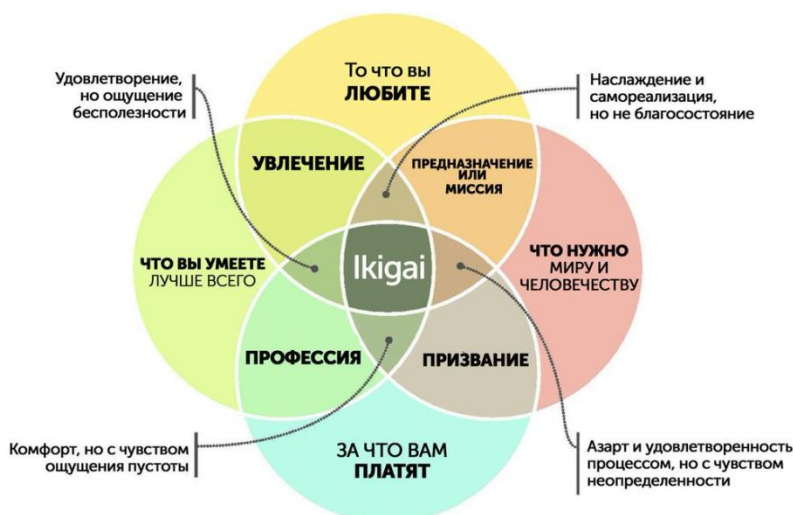 То что вы
ЛЮБИТЕ
Удовлетворение,
но ощущение
бесполезности
Наслаждение и
самореализация,
но не благосостояние
УВЛЕЧЕНИЕ
ПРЕДНАЗНАЧЕНИЕ
ИЛИ
МИССИЯ
ЧТО ВЫ УМЕЕТЕ
ЛУЧШЕ ВСЕГО
Ikigai
ЧТО НУЖНО
МИРУ И
ЧЕЛОВЕЧЕСТВУ
ПРОФЕССИЯ
ПРИЗВАНИЕ
Комфорт, но с чувством
ощущения пустоты
ЗА ЧТО ВАМ
ПЛАТЯТ
Азарт и удовлетворенность
процессом, но с чувством
неопределенности